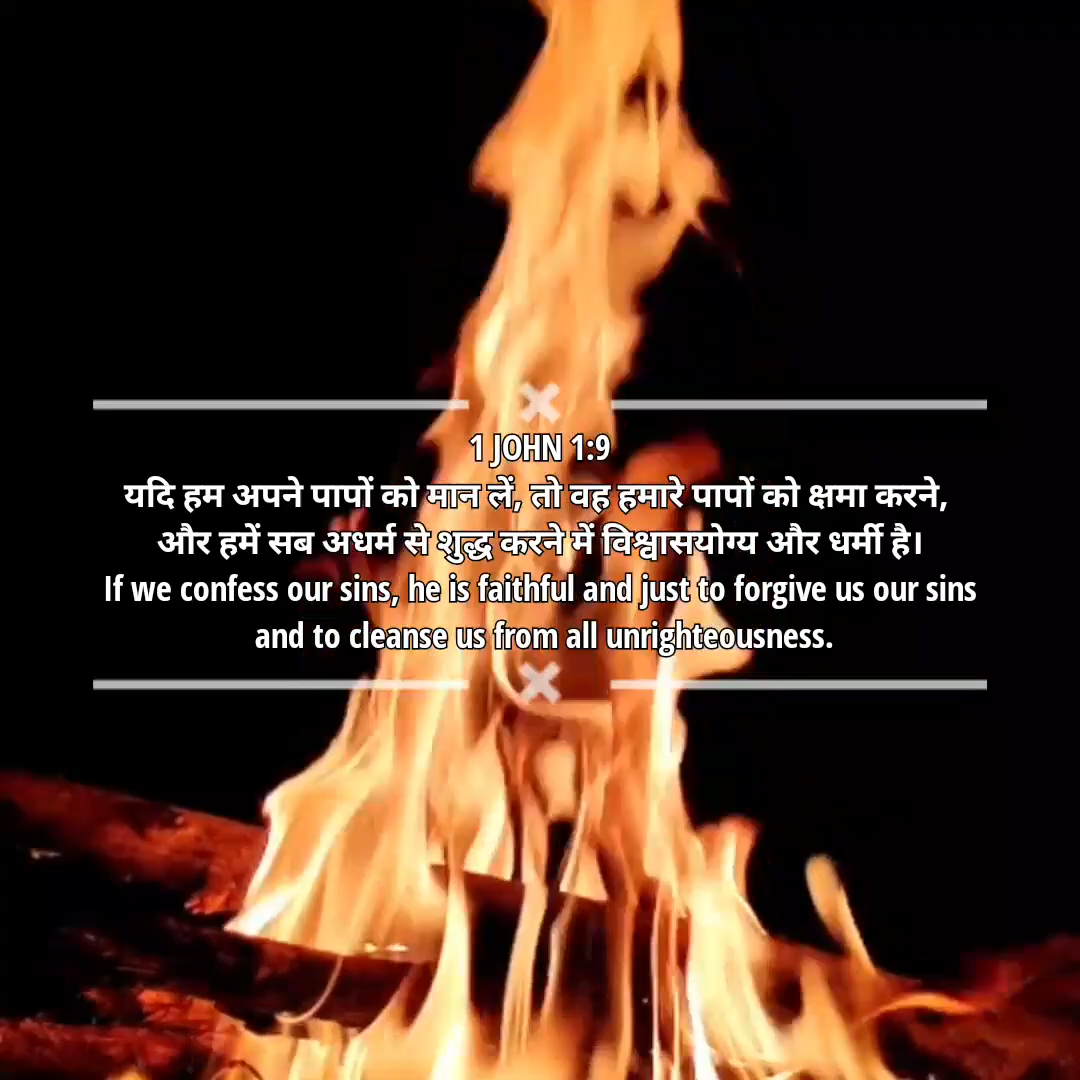 1 JOHN 1:9
यदि हम अपने पापों को मान लें, तो वह हमारे पापों को क्षमा करने,
और हमें सब अधर्म से शुद्ध करने में विश्वासयोग्य और धर्मी है।
If we confess our sins, he is faithful and just to forgive us our sins
and to cleanse us from all unrighteousness.